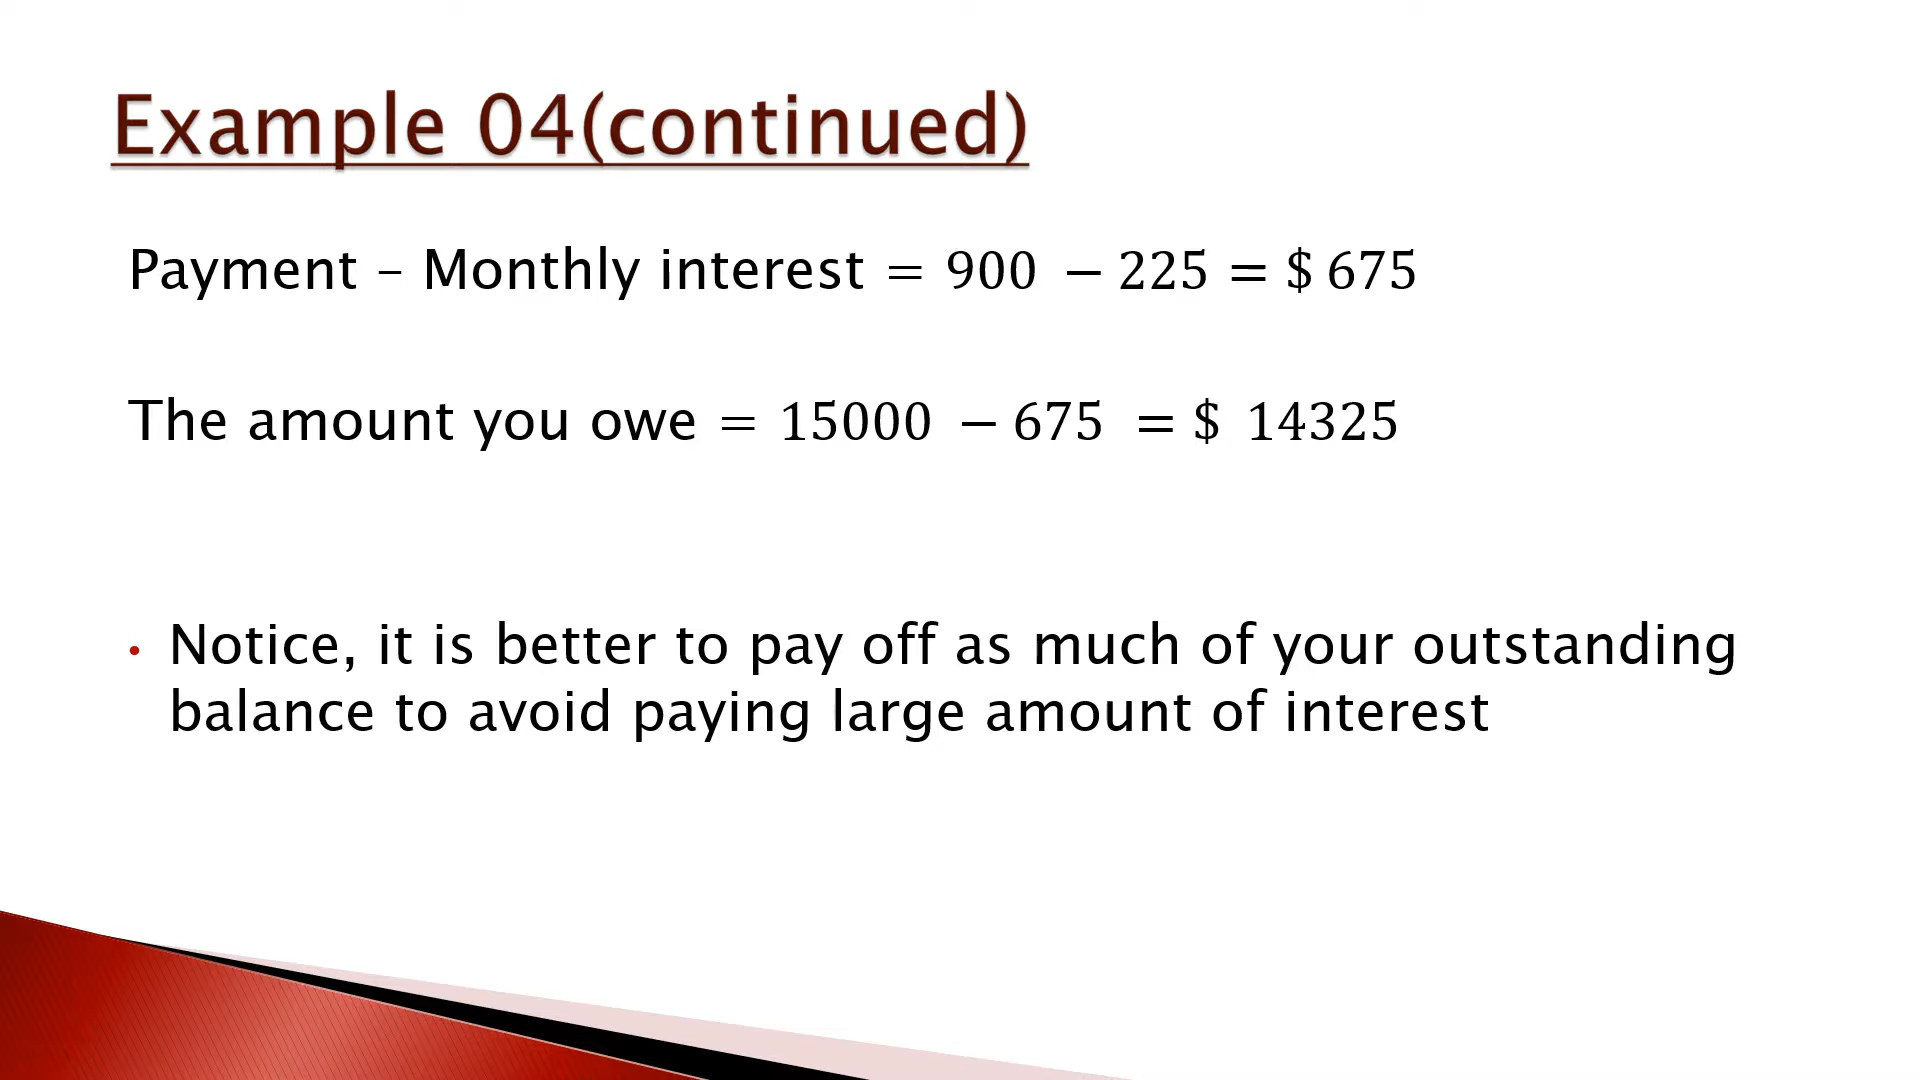 Example 04(continued)
Payment – Monthly interest = 900 − 225 = $ 675
The amount you owe = 15000 − 675 = $ 14325
• Notice, it is better to pay off as much of your outstanding
balance to avoid paying large amount of interest